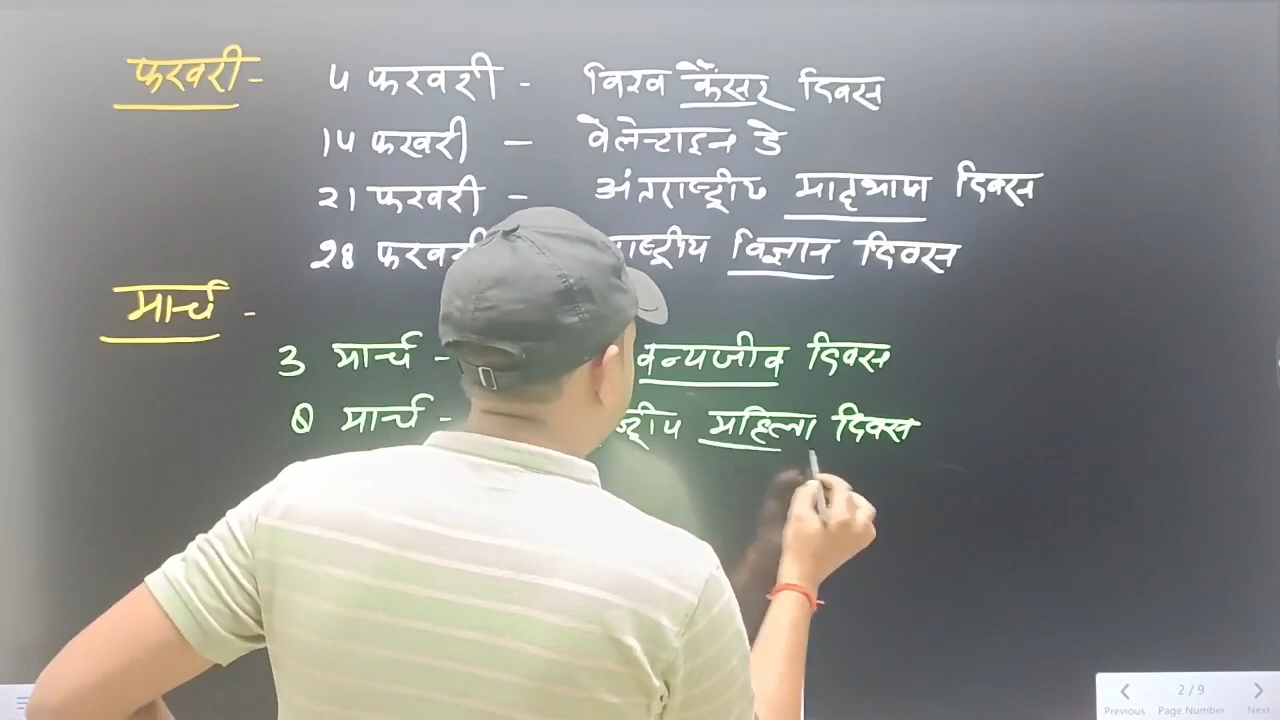 फरवरी - 4 फरवरी - विश्व कैंसर दिवस
14 फरवरी - वेलेन्टाइन डे
21 फरवरी - अंतराष्ट्रीय मातृभाषा दिवस
28 फरवरी राष्ट्रीय विज्ञान दिवस
मार्च -
3 मार्च - वन्यजीव दिवस
8 मार्च - ष्ट्रीय महिला दिवस
2 / 9
Previous Page Number Next